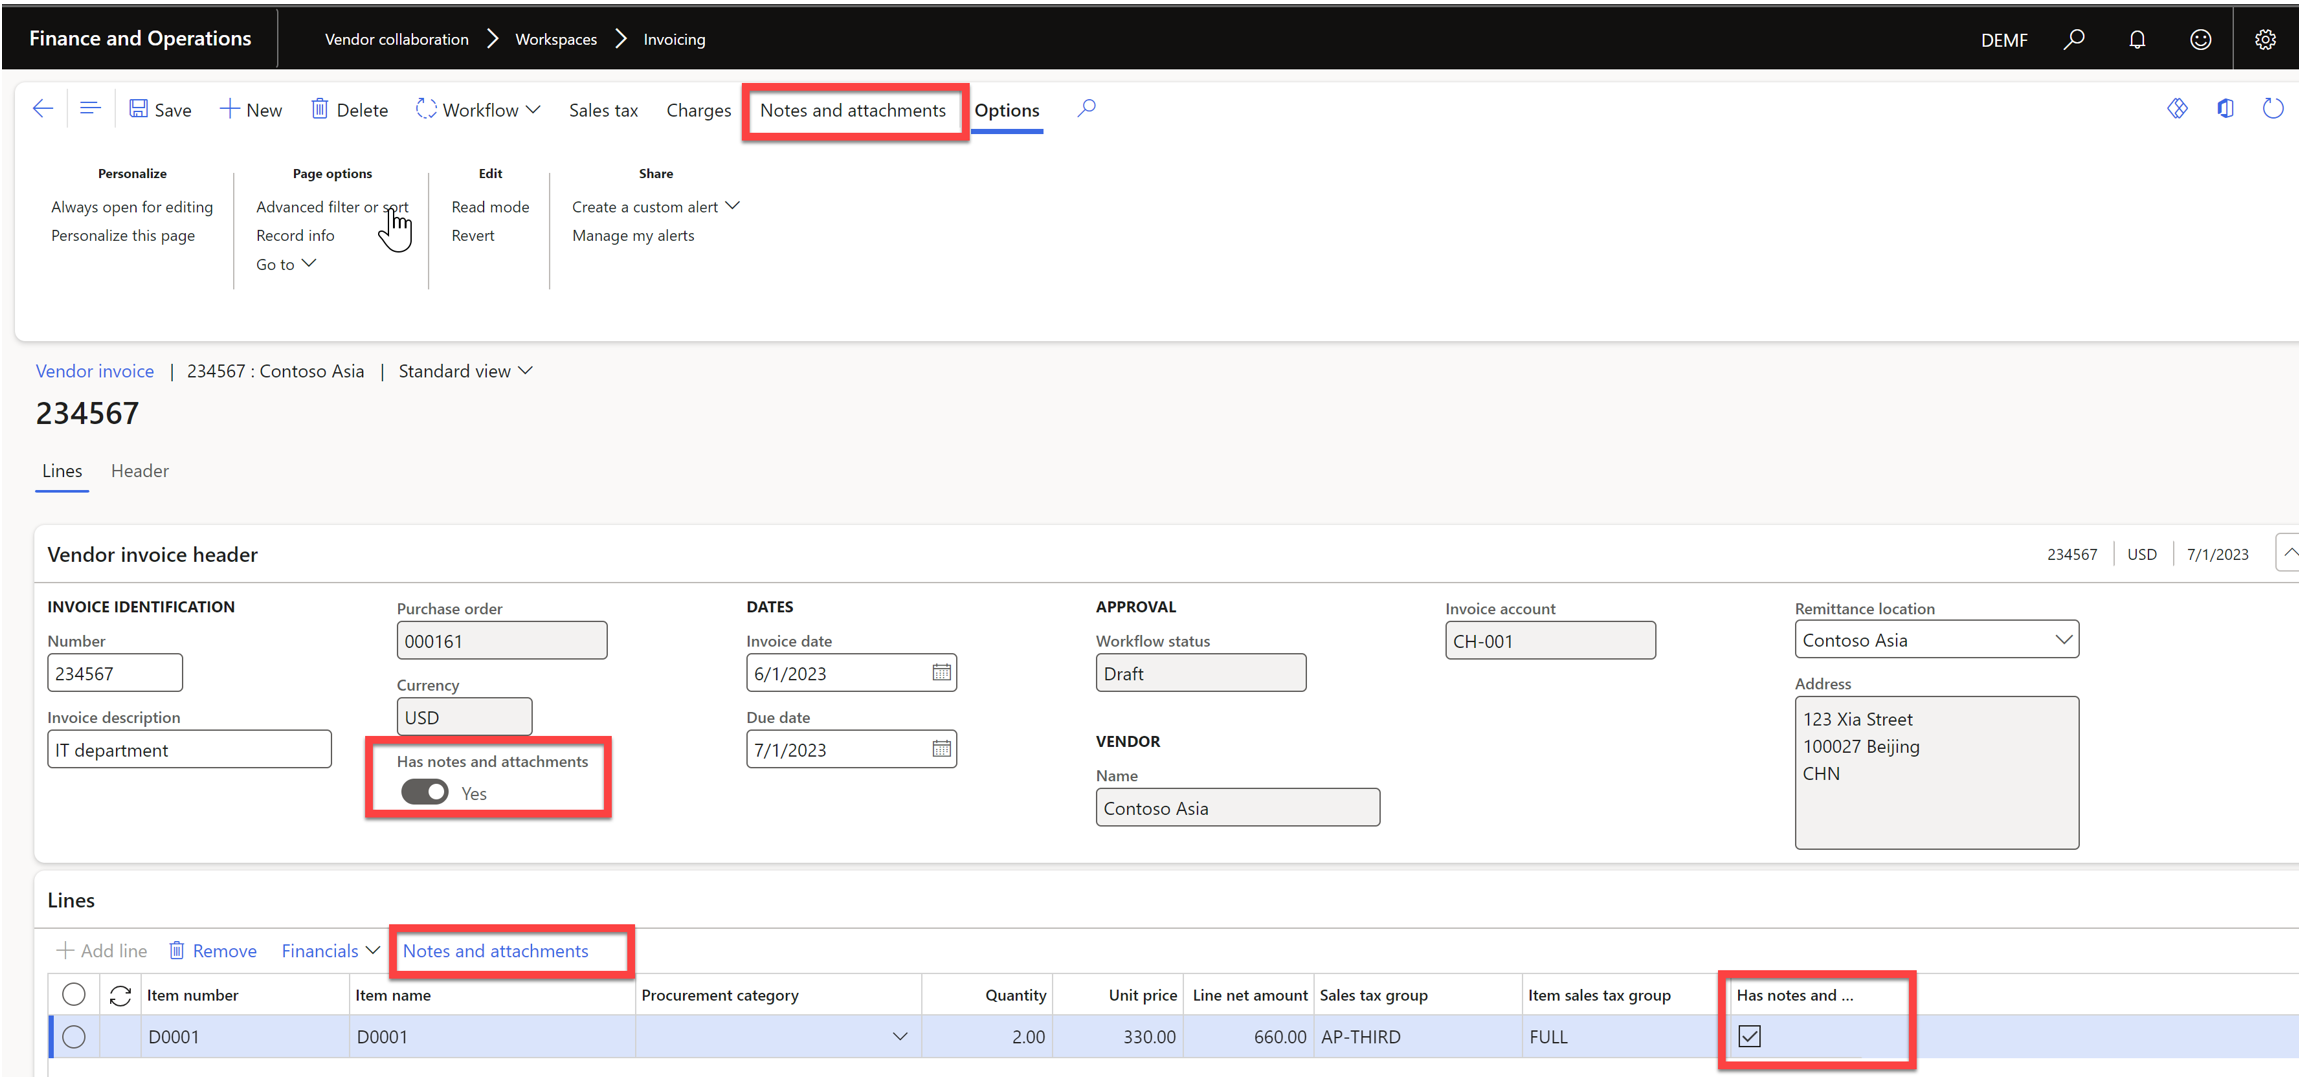 Finance and Operations
Vendor collaboration Workspaces Invoicing
DEMF
Save New Delete Workflow Sales tax Charges Notes and attachments Options
Personalize
Always open for editing
Personalize this page
Page options
Advanced filter or sort
Record info
Go to
Edit
Read mode
Revert
Share
Create a custom alert
Manage my alerts
Vendor invoice | 234567 : Contoso Asia | Standard view
234567
Lines Header
Vendor invoice header
234567 USD 7/1/2023
INVOICE IDENTIFICATION
Number
234567
Invoice description
IT department
Purchase order
000161
Currency
USD
Has notes and attachments
Yes
DATES
Invoice date
6/1/2023
Due date
7/1/2023
APPROVAL
Workflow status
Draft
VENDOR
Name
Contoso Asia
Invoice account
CH-001
Remittance location
Contoso Asia
Address
123 Xia Street
100027 Beijing
CHN
Lines
Add line Remove Financials Notes and attachments
Item number Item name Procurement category Quantity Unit price Line net amount Sales tax group Item sales tax group Has notes and ...
D0001 D0001 2.00 330.00 660.00 AP-THIRD FULL